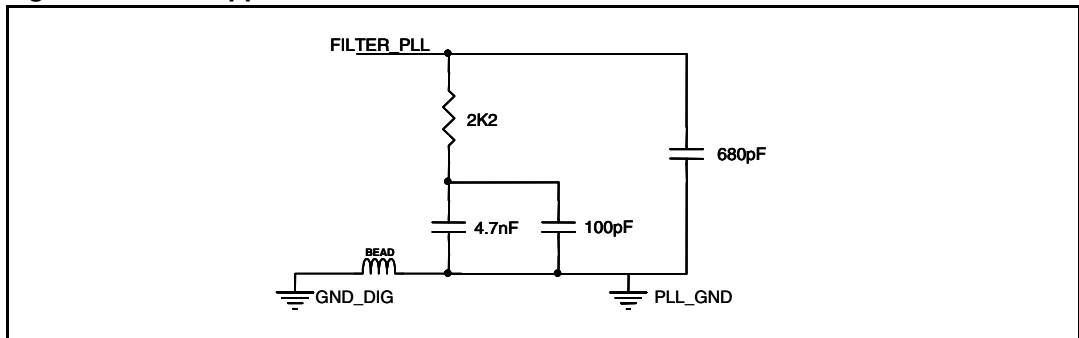 FILTER_PLL
2K2
680pF
4.7nF
100pF
BEAD
GND_DIG
PLL_GND